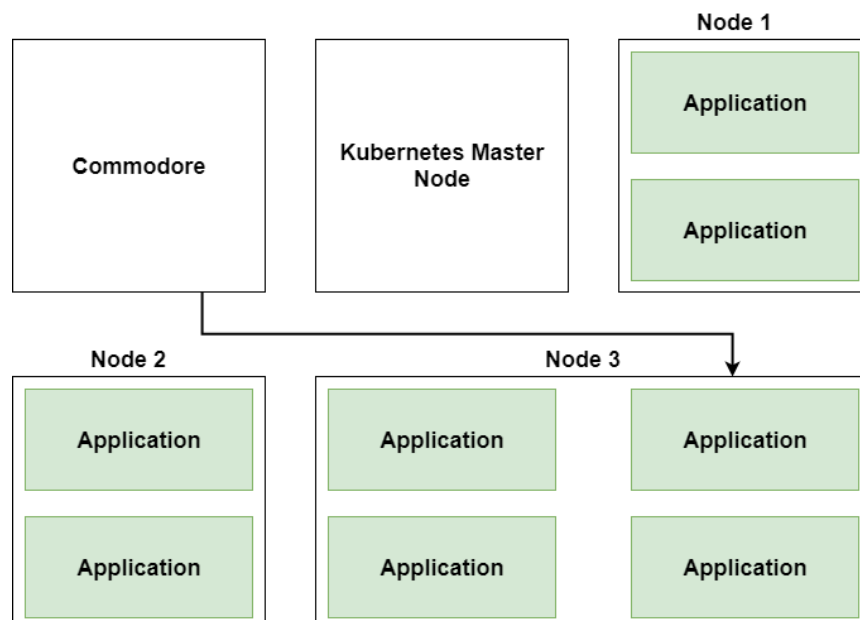 Node 1
Commodore
Kubernetes Master
Node
Application
Application
Node 2
Node 3
Application
Application
Application
Application
Application
Application